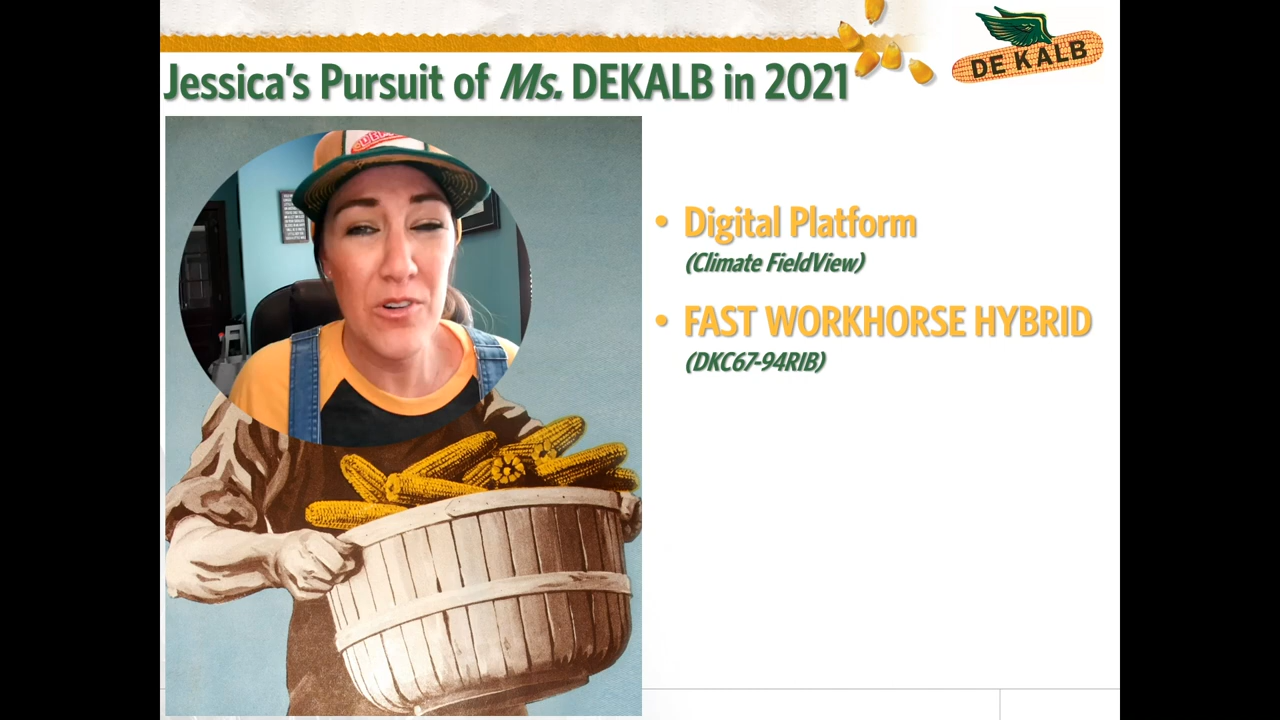 DE KALB
Jessica's Pursuit of Ms. DEKALB in 2021
• Digital Platform
(Climate FieldView)
• FAST WORKHORSE HYBRID
(DKC67-94RIB)